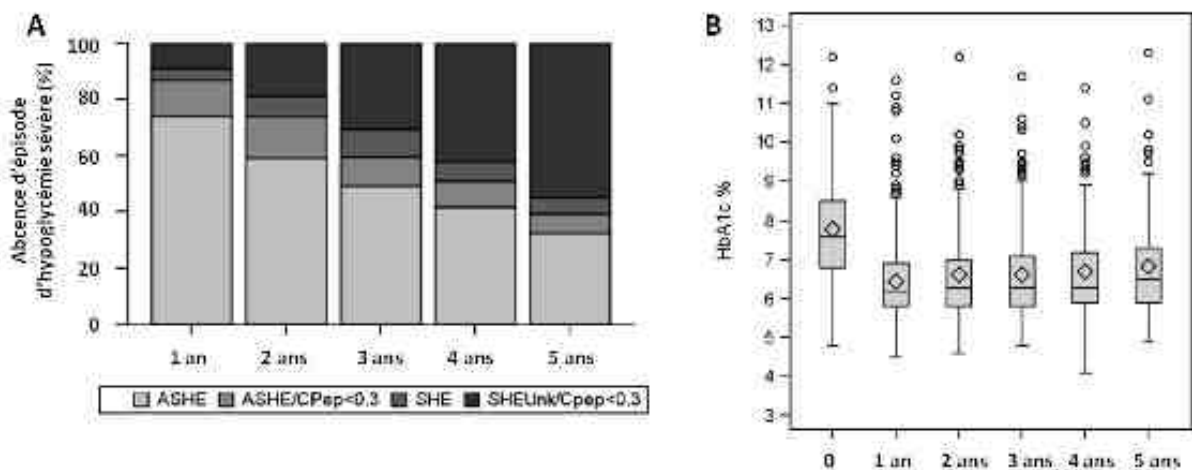 A
Abcence d'épisode
d'hypoglycémie sévère (%)
100
80
60
40
20
0
1 an 2 ans 3 ans 4 ans 5 ans
ASHE ASHE/CPep<0.3 SHE SHEUnk/Cpep<0.3
B
HbA1c %
13
12
11
10
9
8
7
6
5
4
3
0 1 an 2 ans 3 ans 4 ans 5 ans